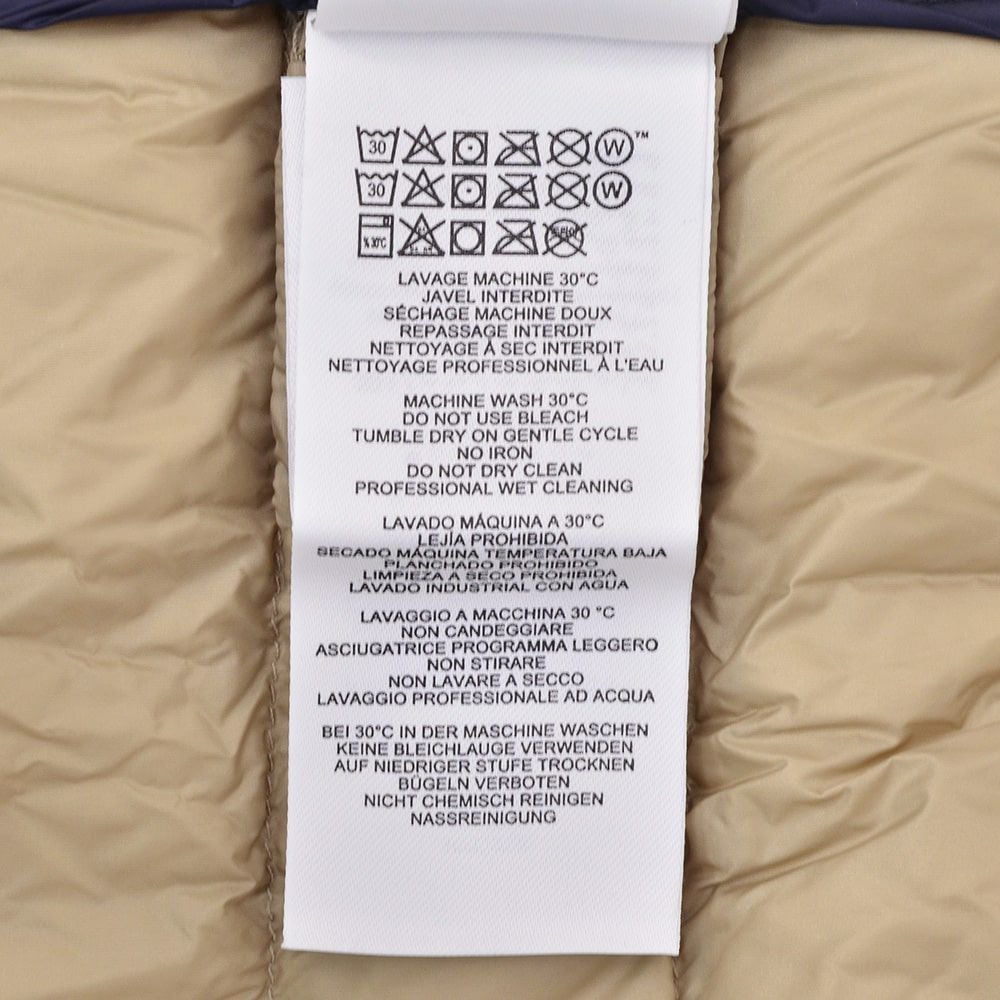 30 W™
30 W
30℃
LAVAGE MACHINE 30°C
JAVEL INTERDITE
SÉCHAGE MACHINE DOUX
REPASSAGE INTERDIT
NETTOYAGE À SEC INTERDIT
NETTOYAGE PROFESSIONNEL À L'EAU
MACHINE WASH 30°C
DO NOT USE BLEACH
TUMBLE DRY ON GENTLE CYCLE
NO IRON
DO NOT DRY CLEAN
PROFESSIONAL WET CLEANING
LAVADO MÁQUINA A 30°C
LEJÍA PROHIBIDA
SECADO MÁQUINA TEMPERATURA BAJA
PLANCHADO PROHIBIDO
LIMPIEZA A SECO PROHIBIDA
LAVADO INDUSTRIAL CON AGUA
LAVAGGIO A MACCHINA 30 °C
NON CANDEGGIARE
ASCIUGATRICE PROGRAMMA LEGGERO
NON STIRARE
NON LAVARE A SECCO
LAVAGGIO PROFESSIONALE AD ACQUA
BEI 30°C IN DER MASCHINE WASCHEN
KEINE BLEICHLAUGE VERWENDEN
AUF NIEDRIGER STUFE TROCKNEN
BÜGELN VERBOTEN
NICHT CHEMISCH REINIGEN
NASSREINIGUNG